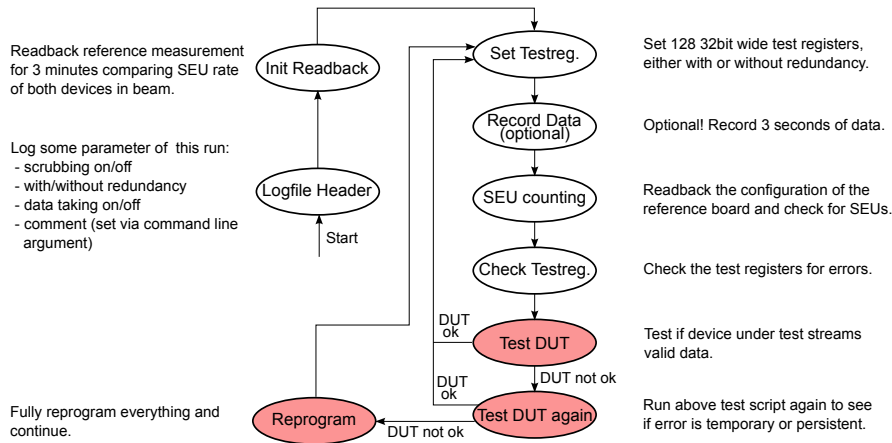 Readback reference measurement
for 3 minutes comparing SEU rate
of both devices in beam.
Init Readback
Log some parameter of  this run:
- scrubbing on/off
- with/without redundancy
- data taking on/off
- comment (set via command line
argument)
Logfile Header
Start
Set Testreg.
Set 128 32bit wide test registers,
either with or without redundancy.
Record Data
(optional)
Optional! Record 3 seconds of data.
SEU counting
Readback the configuration of the
reference board and check for SEUs.
Check Testreg.
Check the test registers for errors.
DUT
ok
Test DUT
Test if device under test streams
valid data.
DUT not ok
DUT
ok
Test DUT again
Run above test script again to see
if error is temporary or persistent.
DUT not ok
Reprogram
Fully reprogram everything and
continue.